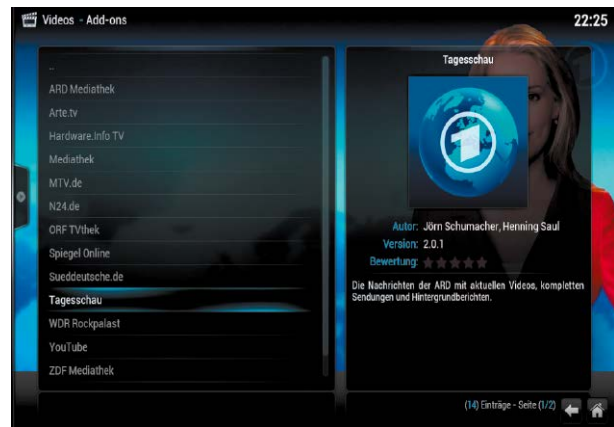 Videos - Add-ons
22:25
..
ARD Mediathek
Arte.tv
Hardware.Info TV
Mediathek
MTV.de
N24.de
ORF TVthek
Spiegel Online
Sueddeutsche.de
Tagesschau
WDR Rockpalast
YouTube
ZDF Mediathek
Tagesschau
1
Autor: Jörn Schumacher, Henning Saul
Version: 2.0.1
Bewertung:
Die Nachrichten der ARD mit aktuellen Videos, kompletten
Sendungen und Hintergrundberichten.
(14) Einträge - Seite (1/2)